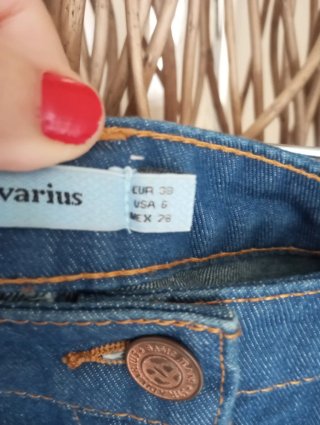 varius
EUR 38
USA 6
MEX 28